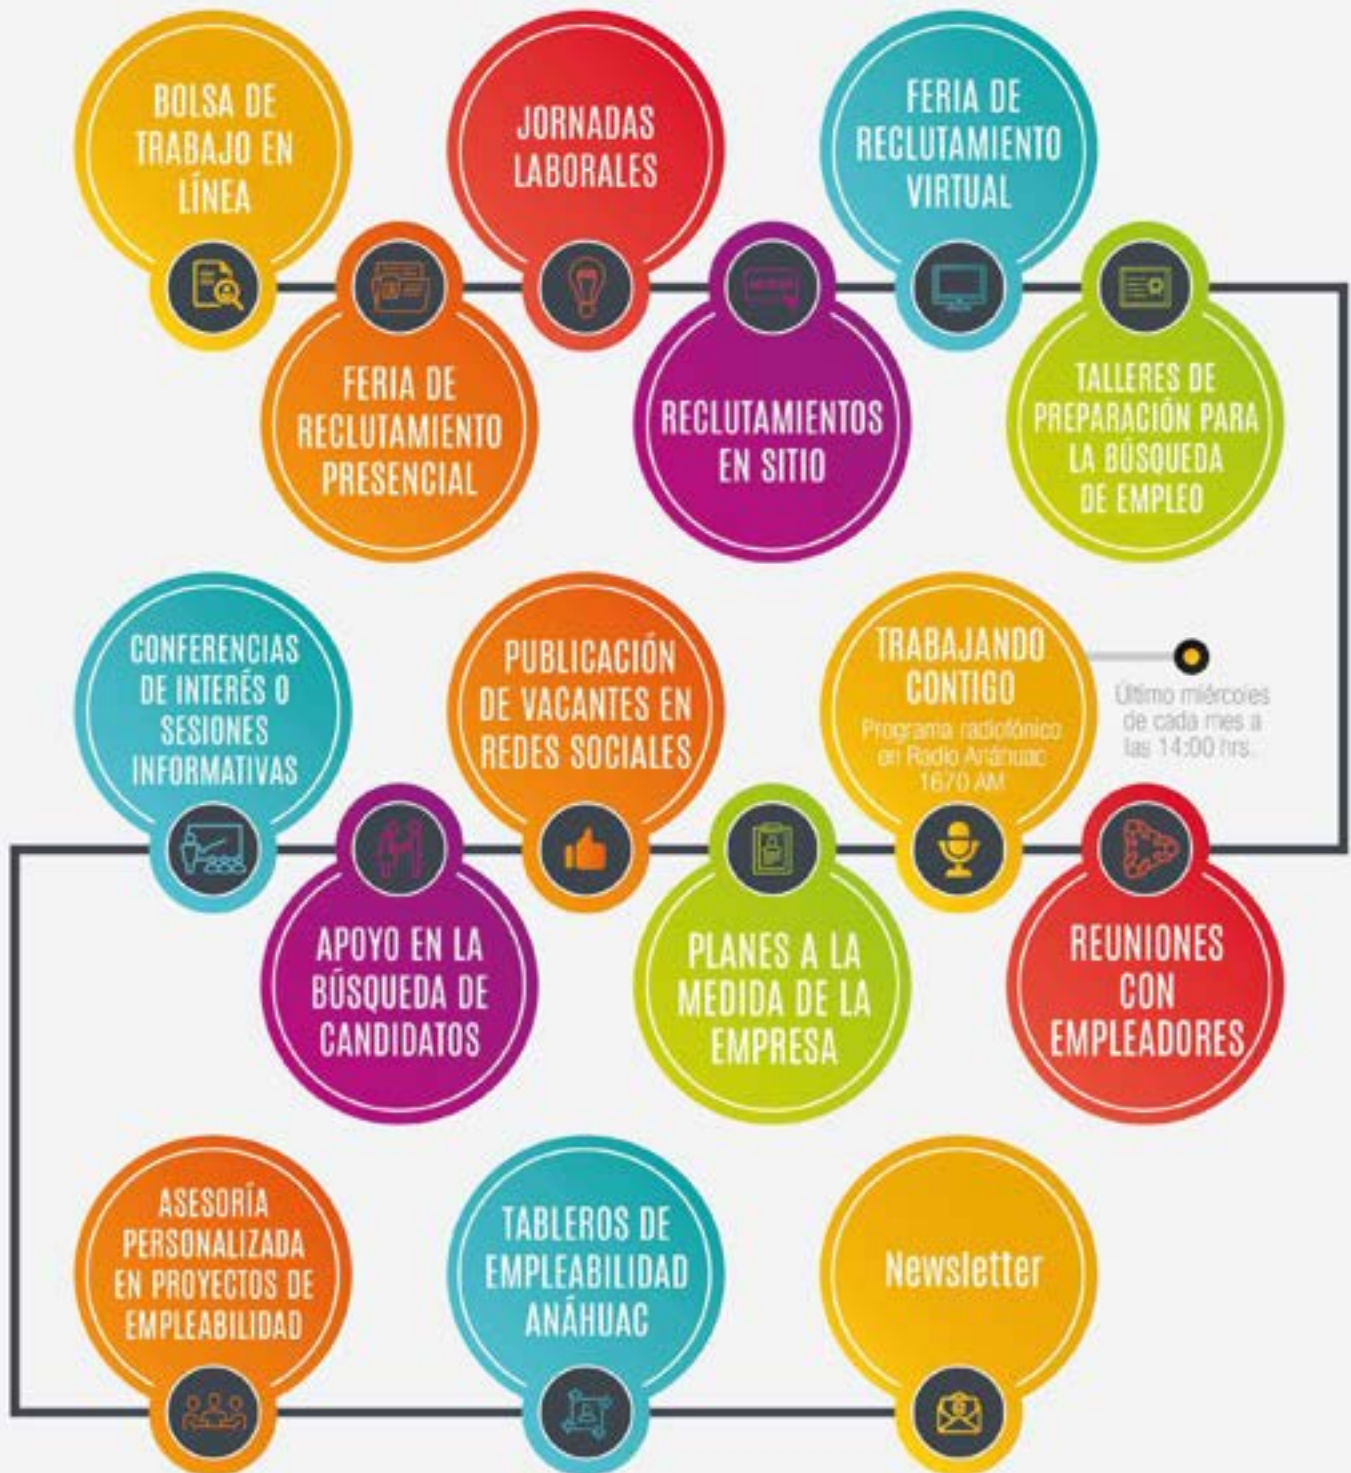 BOLSA DE
TRABAJO EN
LÍNEA
FERIA DE
RECLUTAMIENTO
PRESENCIAL
JORNADAS
LABORALES
RECLUTAMIENTOS
EN SITIO
FERIA DE
RECLUTAMIENTO
VIRTUAL
TALLERES DE
PREPARACIÓN PARA
LA BÚSQUEDA
DE EMPLEO
CONFERENCIAS
DE INTERÉS O
SESIONES
INFORMATIVAS
APOYO EN LA
BÚSQUEDA DE
CANDIDATOS
PUBLICACIÓN
DE VACANTES EN
REDES SOCIALES
PLANES A LA
MEDIDA DE LA
EMPRESA
TRABAJANDO
CONTIGO
Programa radiofónico
en Radio Anáhuac
1670 AM
Último miércoles
de cada mes a
las 14:00 hrs.
REUNIONES
CON
EMPLEADORES
ASESORÍA
PERSONALIZADA
EN PROYECTOS DE
EMPLEABILIDAD
TABLEROS DE
EMPLEABILIDAD
ANÁHUAC
Newsletter